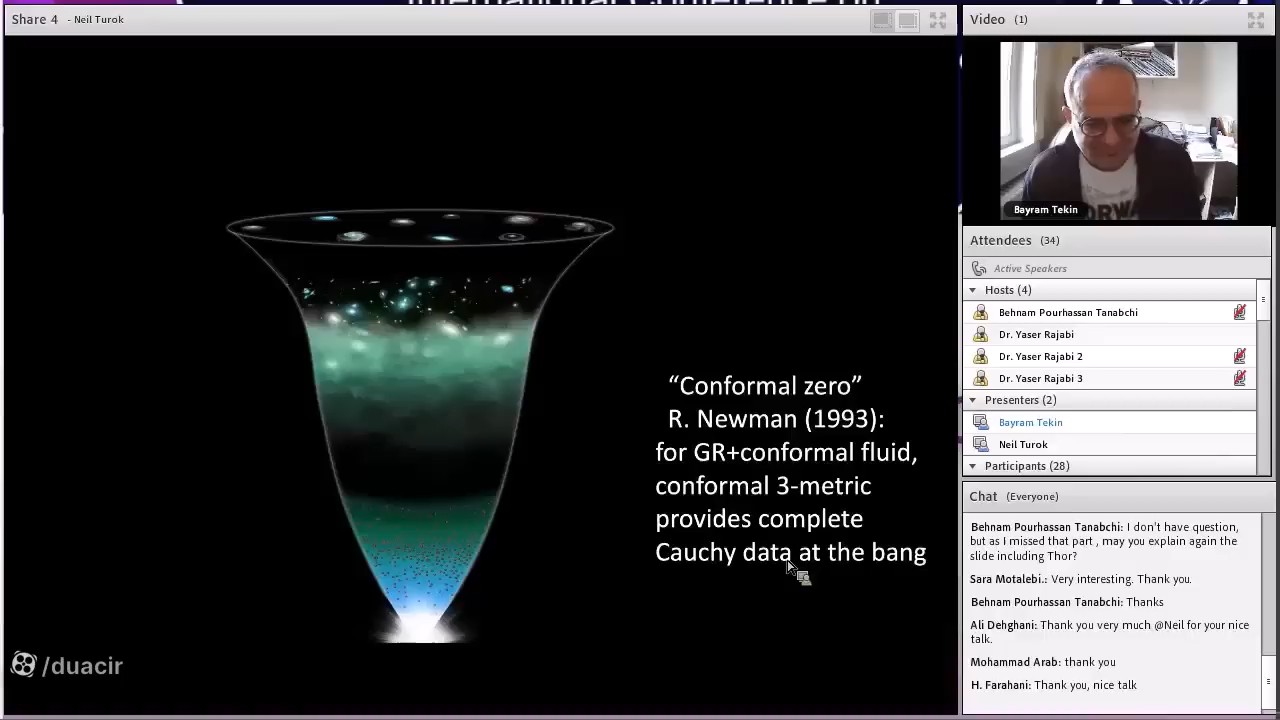 International Conference on
Share 4 - Neil Turok
“Conformal zero”
R. Newman (1993):
for GR+conformal fluid,
conformal 3-metric
provides complete
Cauchy data at the bang
/duacir
Video (1)
Bayram Tekin
Attendees (34)
Active Speakers
Hosts (4)
Behnam Pourhassan Tanabchi
Dr. Yaser Rajabi
Dr. Yaser Rajabi 2
Dr. Yaser Rajabi 3
Presenters (2)
Bayram Tekin
Neil Turok
Participants (28)
Chat (Everyone)
Behnam Pourhassan Tanabchi: I don't have question,
but as I missed that part , may you explain again the
slide including Thor?
Sara Motalebi.: Very interesting. Thank you.
Behnam Pourhassan Tanabchi: Thanks
Ali Dehghani: Thank you very much @Neil for your nice
talk.
Mohammad Arab: thank you
H. Farahani: Thank you, nice talk